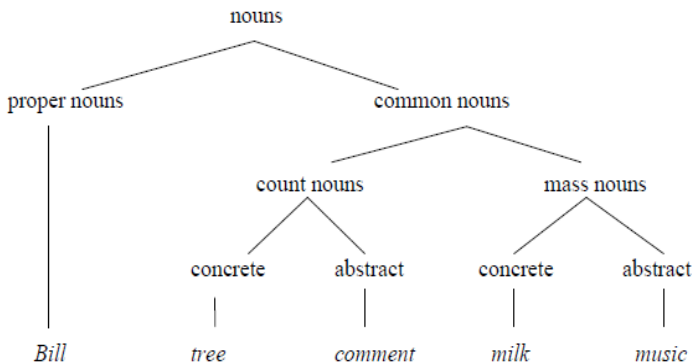 nouns
proper nouns common nouns
count nouns mass nouns
concrete abstract concrete abstract
Bill tree comment milk music